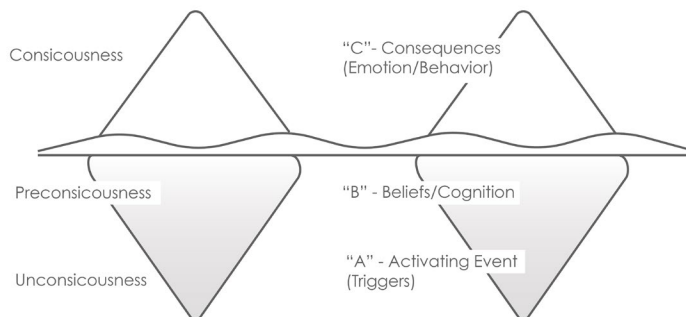 Consicousness
"C"- Consequences
(Emotion/Behavior)
Preconsicousness
"B" - Beliefs/Cognition
Unconsicousness
"A" - Activating Event
(Triggers)